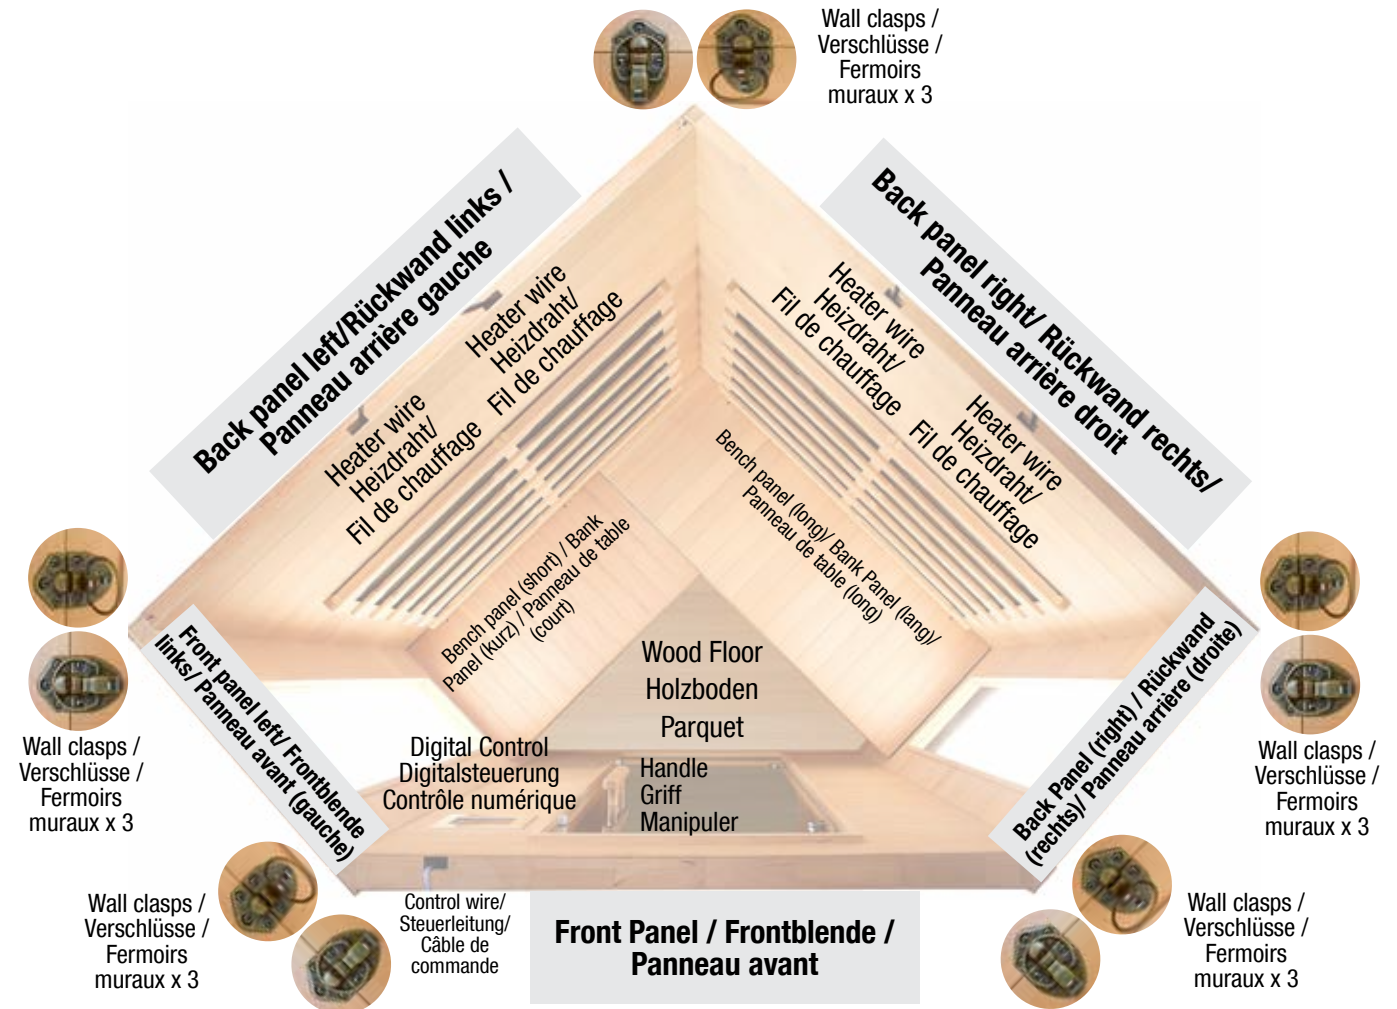 Wall clasps /
Verschlüsse /
Fermoirs
muraux x 3
Back panel left/Rückwand links /
Panneau arrière gauche
Back panel right/ Rückwand rechts/
Panneau arrière droit
Heater wire
Heizdraht/
Fil de chauffage
Heater wire
Heizdraht/
Fil de chauffage
Heater wire
Heizdraht/
Fil de chauffage
Heater wire
Heizdraht/
Fil de chauffage
Bench panel (short) / Bank
Panel (kurz) / Panneau de table
(court)
Bench panel (long)/ Bank Panel (lang)/
Panneau de table (long)
Wood Floor
Holzboden
Parquet
Front panel left/ Frontblende
links/ Panneau avant (gauche)
Back Panel (right) / Rückwand
(rechts)/ Panneau arrière (droite)
Wall clasps /
Verschlüsse /
Fermoirs
muraux x 3
Digital Control
Digitalsteuerung
Contrôle numérique
Handle
Griff
Manipuler
Wall clasps /
Verschlüsse /
Fermoirs
muraux x 3
Wall clasps /
Verschlüsse /
Fermoirs
muraux x 3
Control wire/
Steuerleitung/
Câble de
commande
Front Panel / Frontblende /
Panneau avant
Wall clasps /
Verschlüsse /
Fermoirs
muraux x 3